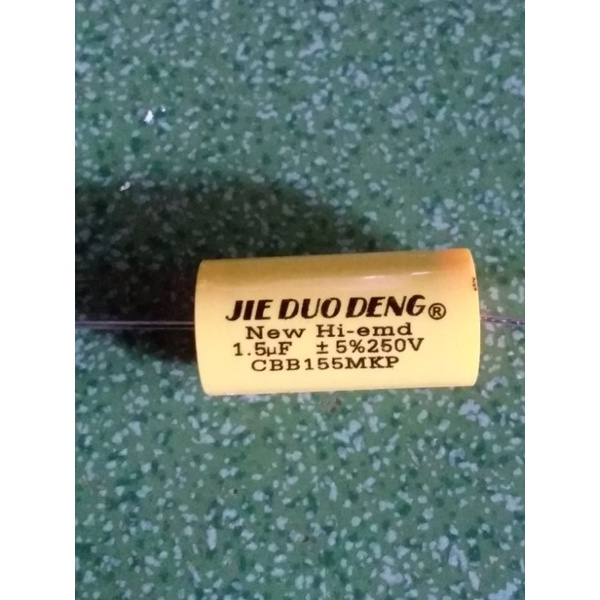 JIE DUO DENG®
New Hi-emd
1.5μF ±5%250V
CBB155MKP